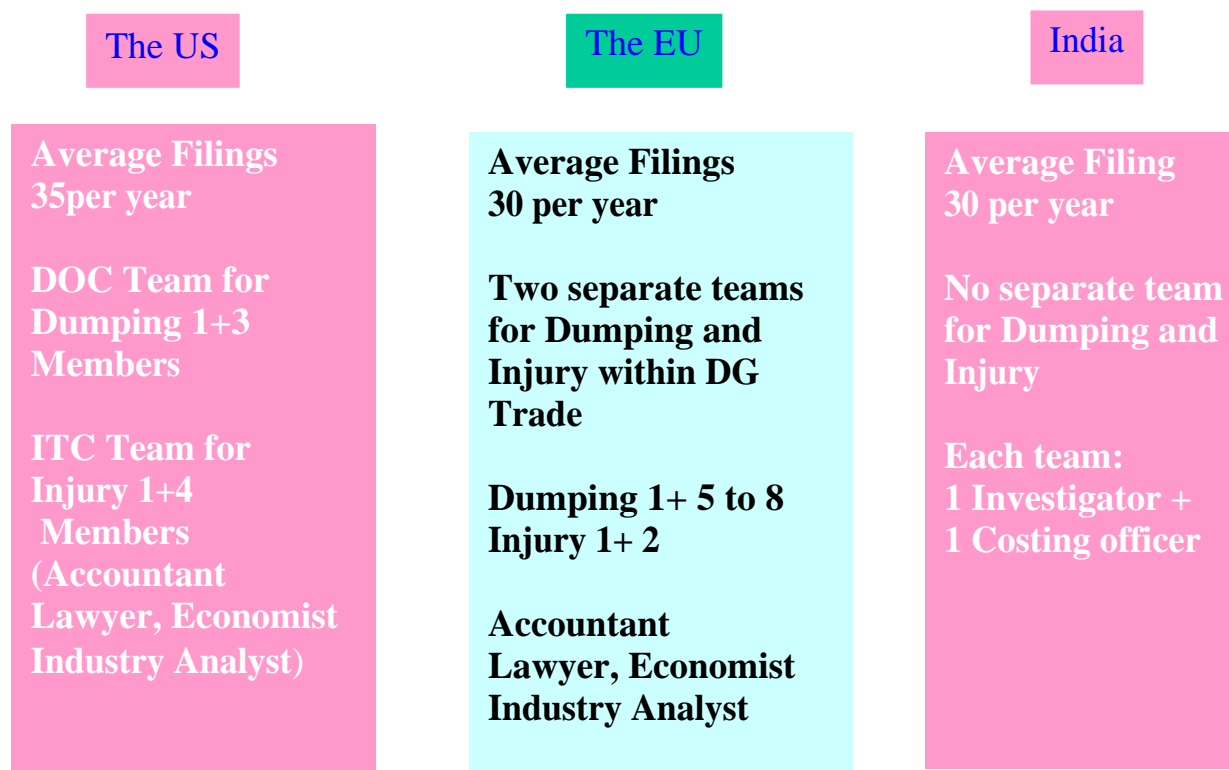 The US
Average Filings
35per year
DOC Team for
Dumping 1+3
Members
ITC Team for
Injury 1+4
Members
(Accountant
Lawyer, Economist
Industry Analyst)
The EU
Average Filings
30 per year
Two separate teams
for Dumping and
Injury within DG
Trade
Dumping 1+ 5 to 8
Injury 1+ 2
Accountant
Lawyer, Economist
Industry Analyst
India
Average Filing
30 per year
No separate team
for Dumping and
Injury
Each team:
1 Investigator +
1 Costing officer